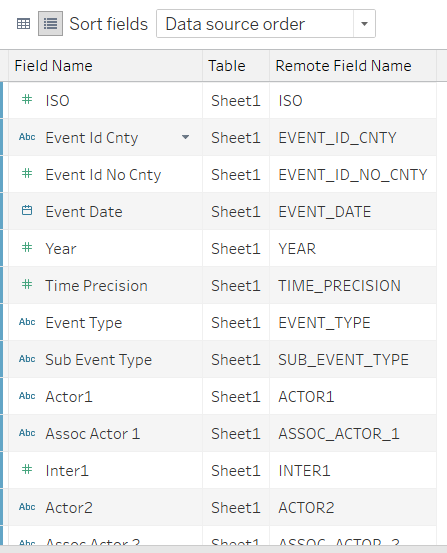 Sort fields Data source order
Field Name Table Remote Field Name
# ISO Sheet1 ISO
Abc Event Id Cnty Sheet1 EVENT_ID_CNTY
# Event Id No Cnty Sheet1 EVENT_ID_NO_CNTY
Event Date Sheet1 EVENT_DATE
# Year Sheet1 YEAR
# Time Precision Sheet1 TIME_PRECISION
Abc Event Type Sheet1 EVENT_TYPE
Abc Sub Event Type Sheet1 SUB_EVENT_TYPE
Abc Actor1 Sheet1 ACTOR1
Abc Assoc Actor 1 Sheet1 ASSOC_ACTOR_1
# Inter1 Sheet1 INTER1
Abc Actor2 Sheet1 ACTOR2
Abc Assoc Actor 2 Sheet1 ASSOC_ACTOR_2